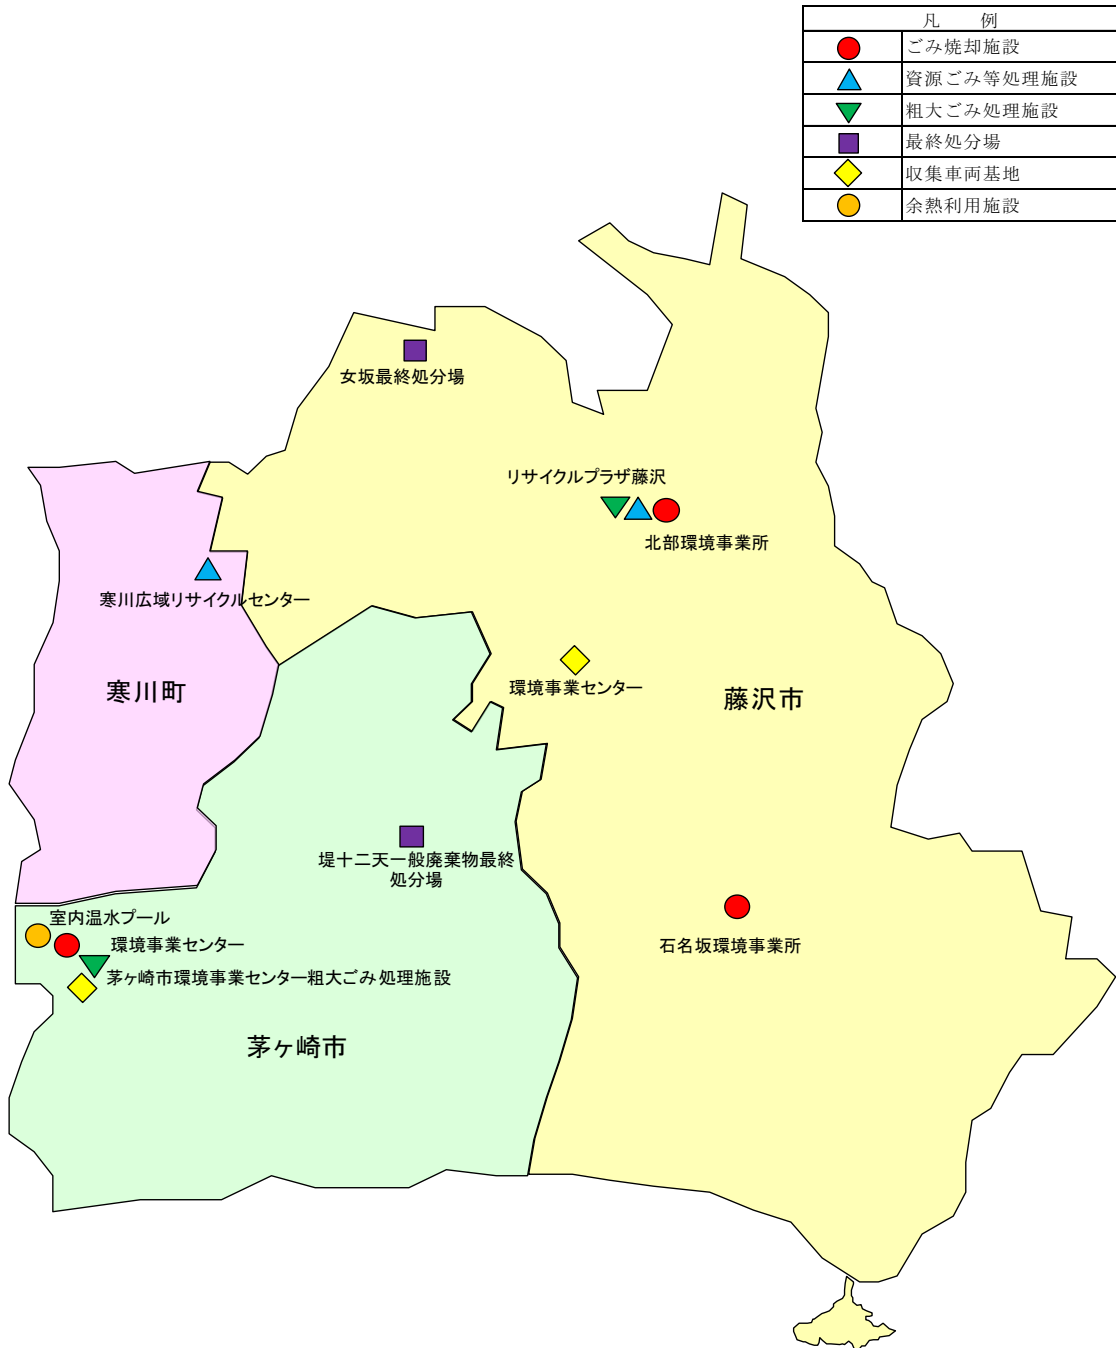 凡　例
ごみ焼却施設
資源ごみ等処理施設
粗大ごみ処理施設
最終処分場
収集車両基地
余熱利用施設
女坂最終処分場
リサイクルプラザ藤沢
北部環境事業所
寒川広域リサイクルセンター
環境事業センター
寒川町
藤沢市
堤十二天一般廃棄物最終
処分場
室内温水プール
環境事業センター
石名坂環境事業所
茅ヶ崎市環境事業センター粗大ごみ処理施設
茅ヶ崎市